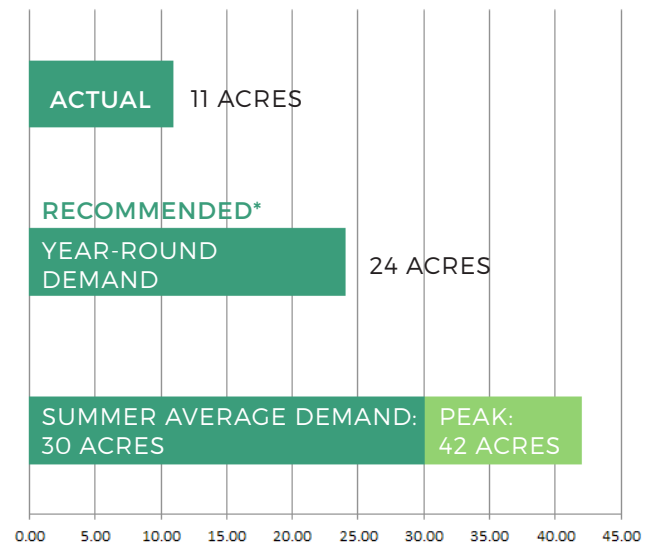 ACTUAL 11 ACRES
RECOMMENDED*
YEAR-ROUND
DEMAND
24 ACRES
SUMMER AVERAGE DEMAND:
30 ACRES
PEAK:
42 ACRES
0.00 5.00 10.00 15.00 20.00 25.00 30.00 35.00 40.00 45.00